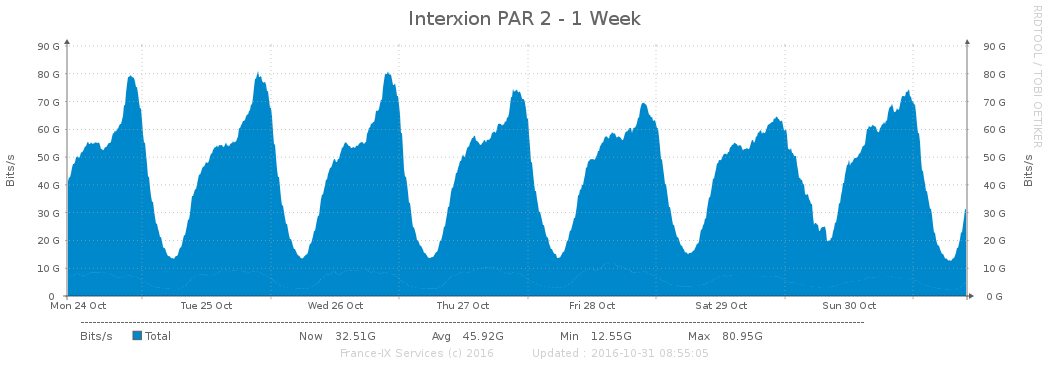 Interxion PAR 2 - 1 Week
RRDTOOL / TOBI OETIKER
Bits/s
90 G 90 G
80 G 80 G
70 G 70 G
60 G 60 G
50 G 50 G
40 G 40 G
30 G 30 G
20 G 20 G
10 G 10 G
0 0 G
Bits/s
Mon 24 Oct Tue 25 Oct Wed 26 Oct Thu 27 Oct Fri 28 Oct Sat 29 Oct Sun 30 Oct
Bits/s Total Now 32.51G Avg 45.92G Min 12.55G Max 80.95G
France-IX Services (c) 2016 Updated : 2016-10-31 08:55:05